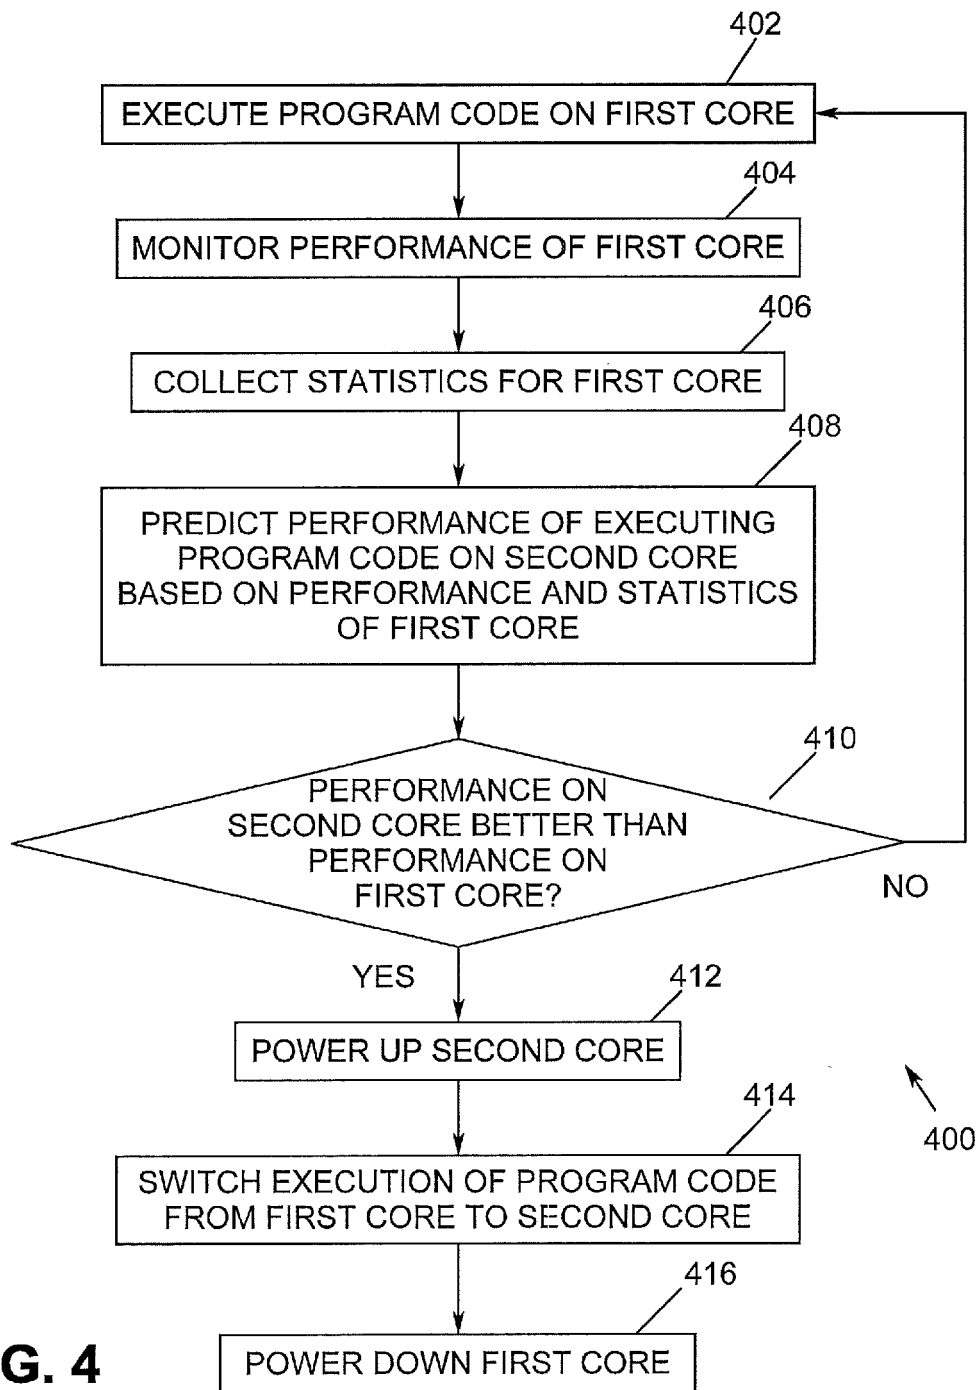 402
EXECUTE PROGRAM CODE ON FIRST CORE
404
MONITOR PERFORMANCE OF FIRST CORE
406
COLLECT STATISTICS FOR FIRST CORE
408
PREDICT PERFORMANCE OF EXECUTING
PROGRAM CODE ON SECOND CORE
BASED ON PERFORMANCE AND STATISTICS
OF FIRST CORE
410
PERFORMANCE ON
SECOND CORE BETTER THAN
PERFORMANCE ON
FIRST CORE?
NO
YES
412
POWER UP SECOND CORE
414
400
SWITCH EXECUTION OF PROGRAM CODE
FROM FIRST CORE TO SECOND CORE
416
POWER DOWN FIRST CORE
G. 4